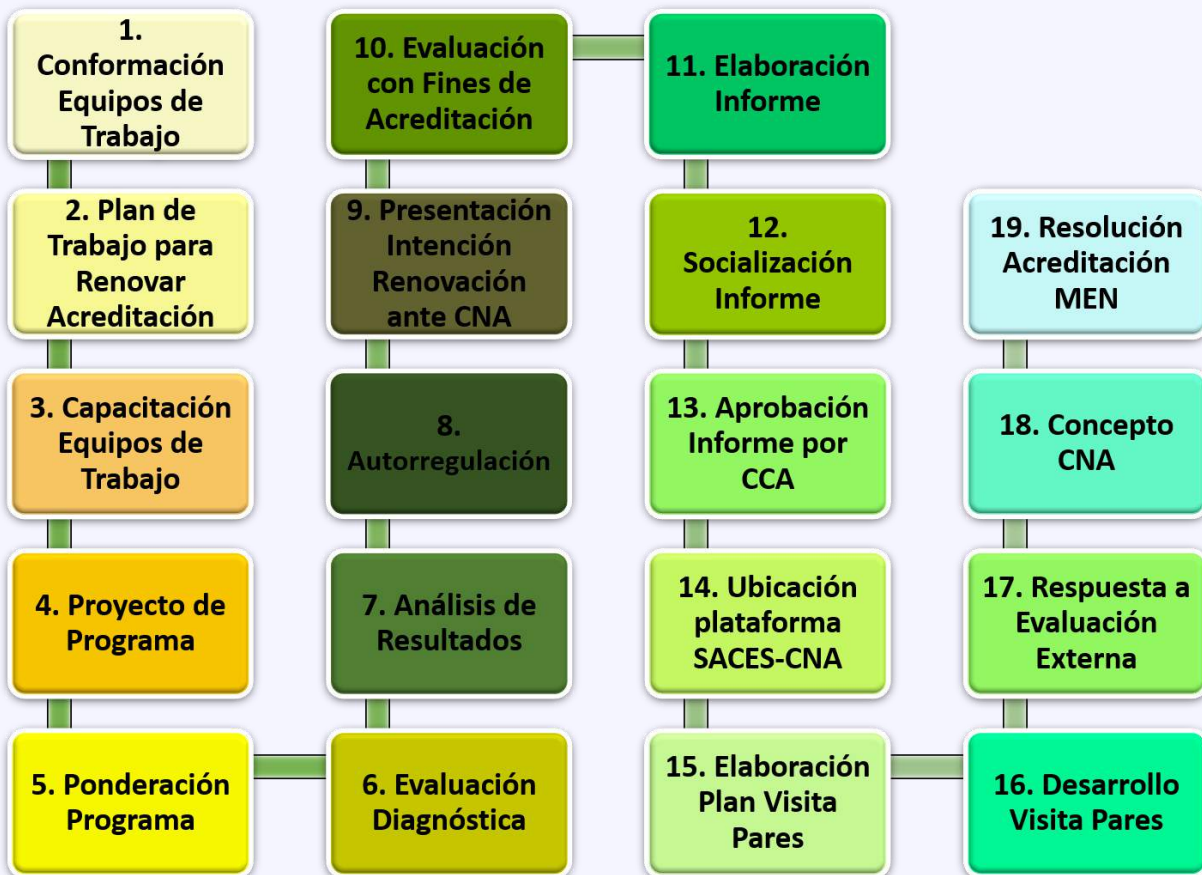 1.
Conformación
Equipos de
Trabajo
2. Plan de
Trabajo para
Renovar
Acreditación
3. Capacitación
Equipos de
Trabajo
4. Proyecto de
Programa
5. Ponderación
Programa
6. Evaluación
Diagnóstica
7. Análisis de
Resultados
8.
Autorregulación
9. Presentación
Intención
Renovación
ante CNA
10. Evaluación
con Fines de
Acreditación
11. Elaboración
Informe
12.
Socialización
Informe
13. Aprobación
Informe por
CCA
14. Ubicación
plataforma
SACES-CNA
15. Elaboración
Plan Visita
Pares
16. Desarrollo
Visita Pares
17. Respuesta a
Evaluación
Externa
18. Concepto
CNA
19. Resolución
Acreditación
MEN